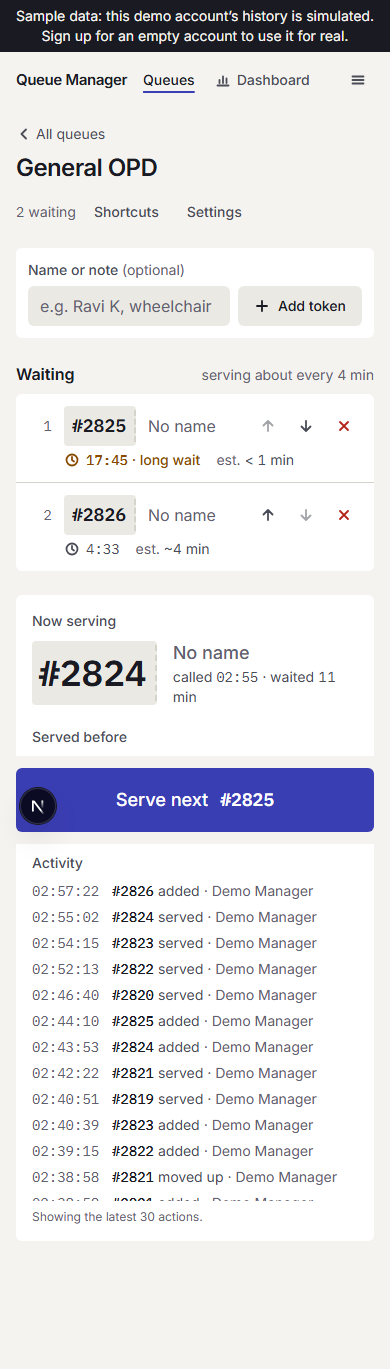 Sample data: this demo account's history is simulated.
Sign up for an empty account to use it for real.
Queue Manager Queues Dashboard
All queues
General OPD
2 waiting Shortcuts Settings
Name or note (optional)
e.g. Ravi K, wheelchair + Add token
Waiting serving about every 4 min
1 #2825 No name
17:45 · long wait est. < 1 min
2 #2826 No name
4:33 est. ~4 min
Now serving
#2824 No name
called 02:55 · waited 11
min
Served before
Serve next #2825
N
Activity
02:57:22 #2826 added · Demo Manager
02:55:02 #2824 served · Demo Manager
02:54:15 #2823 served · Demo Manager
02:52:13 #2822 served · Demo Manager
02:46:40 #2820 served · Demo Manager
02:44:10 #2825 added · Demo Manager
02:43:53 #2824 added · Demo Manager
02:42:22 #2821 served · Demo Manager
02:40:51 #2819 served · Demo Manager
02:40:39 #2823 added · Demo Manager
02:39:15 #2822 added · Demo Manager
02:38:58 #2821 moved up · Demo Manager
Showing the latest 30 actions.